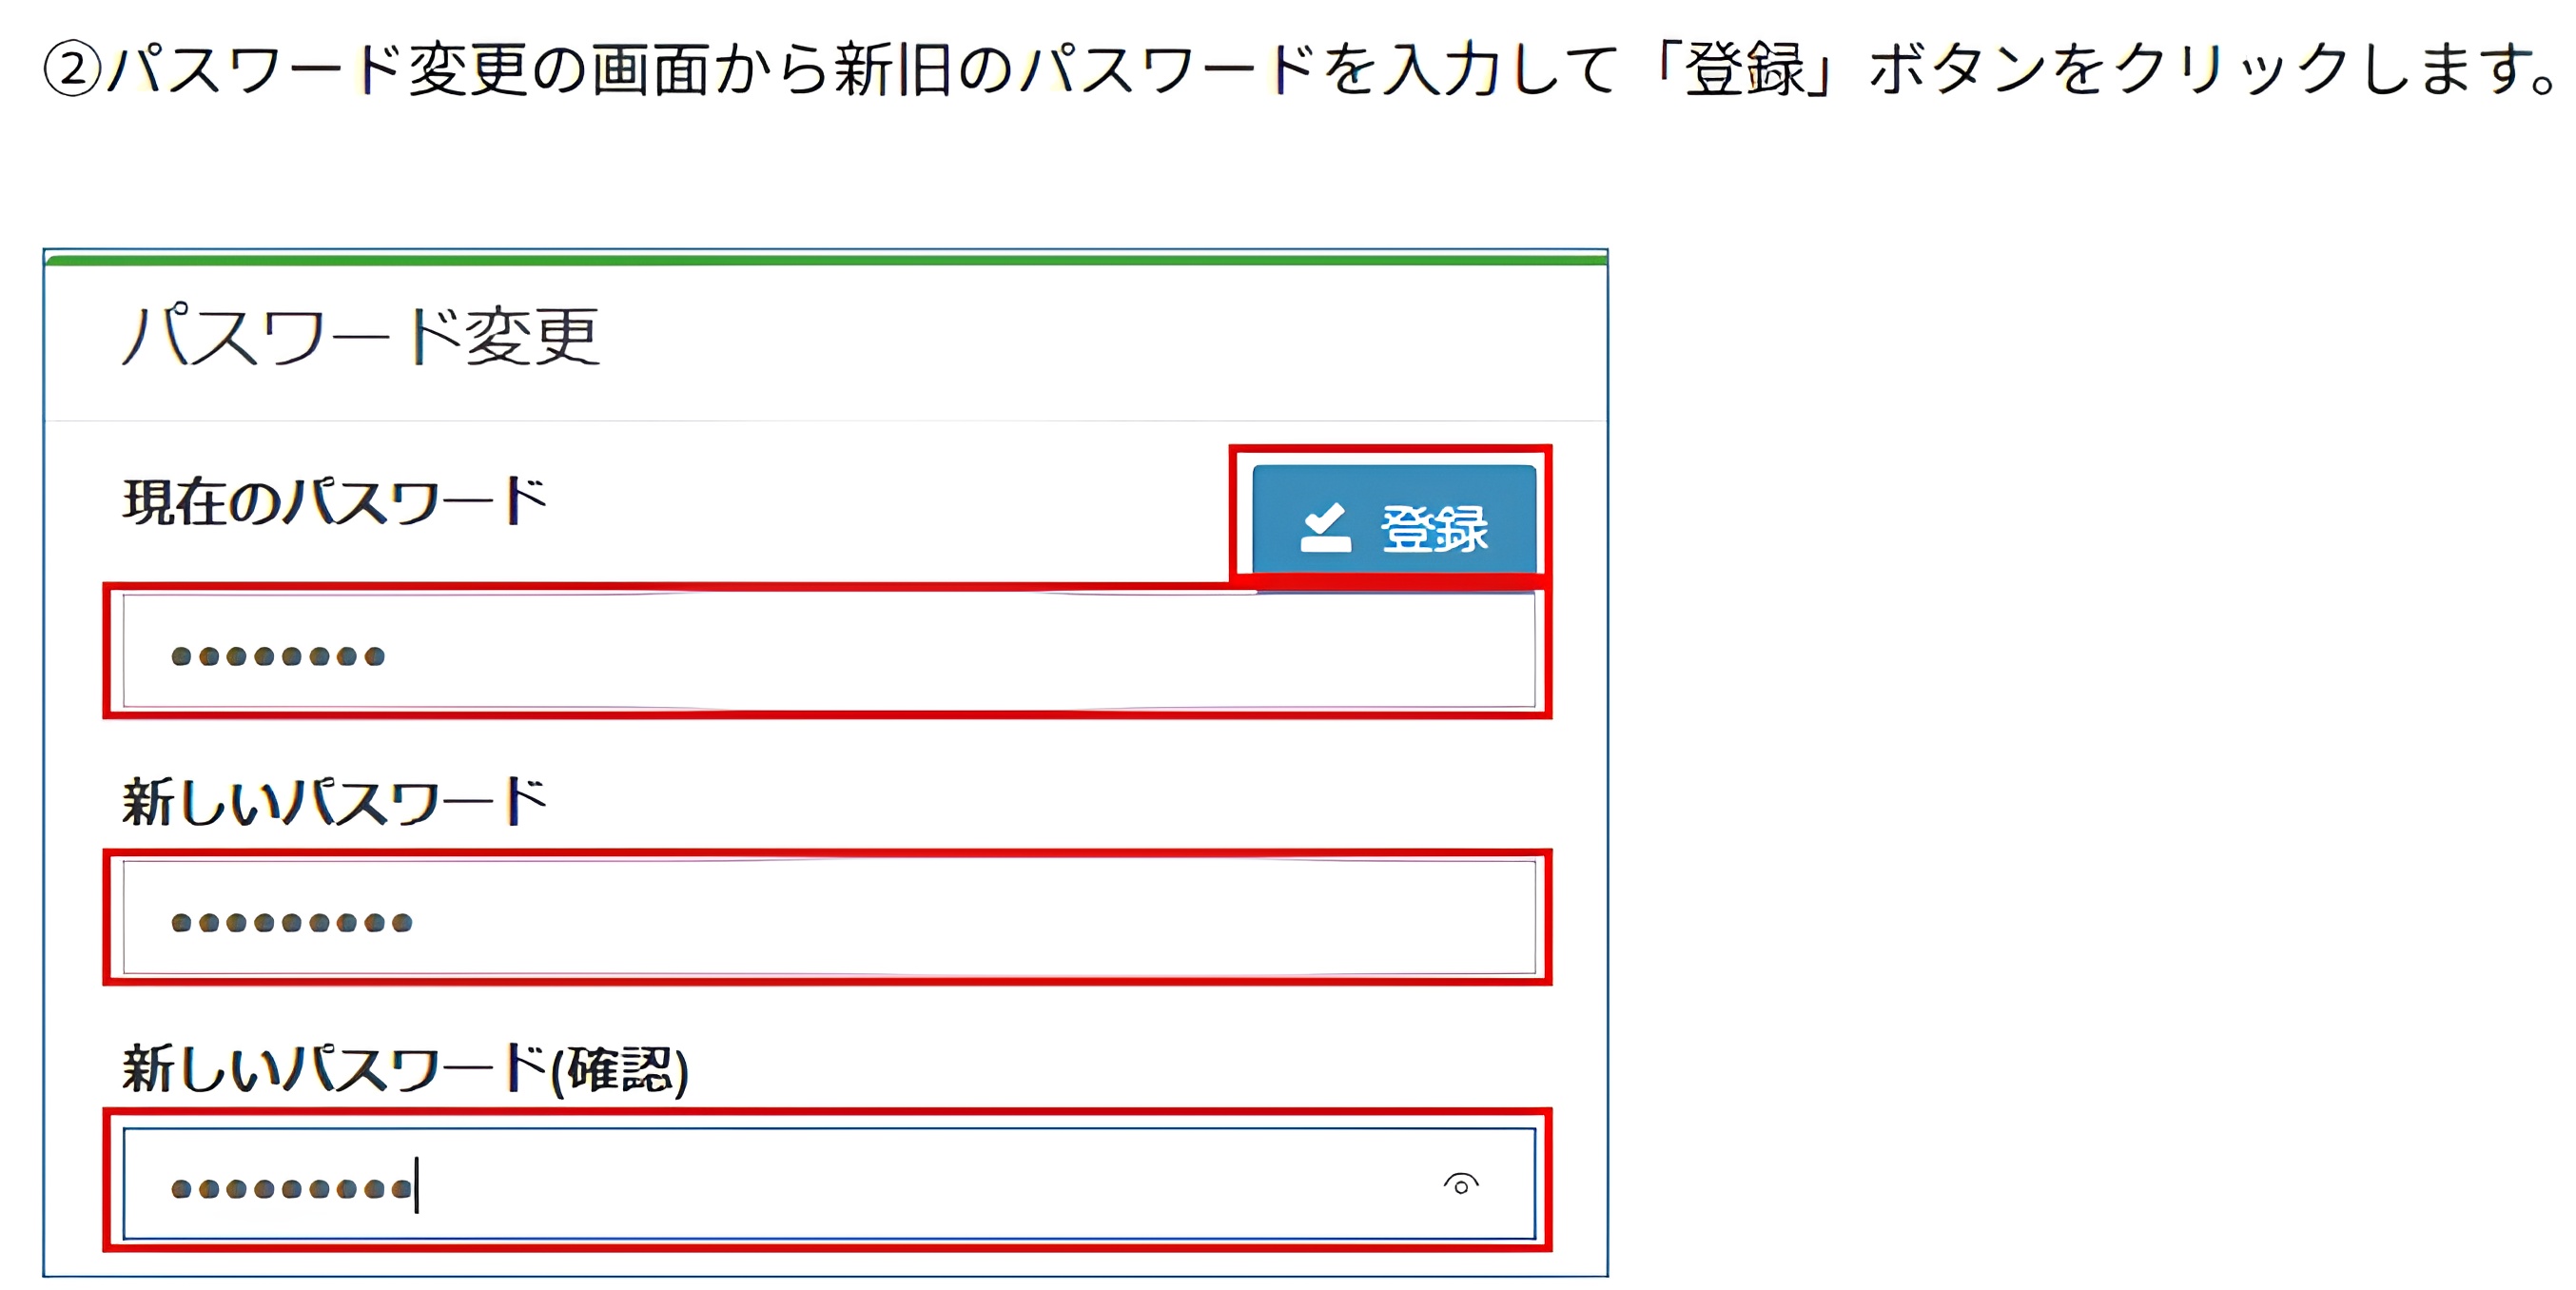 ②パスワード変更の画面から新旧のパスワードを入力して「登録」ボタンをクリックします。
パスワード変更
現在のパスワード
登録
••••••••
新しいパスワード
•••••••••
新しいパスワード(確認)
•••••••••